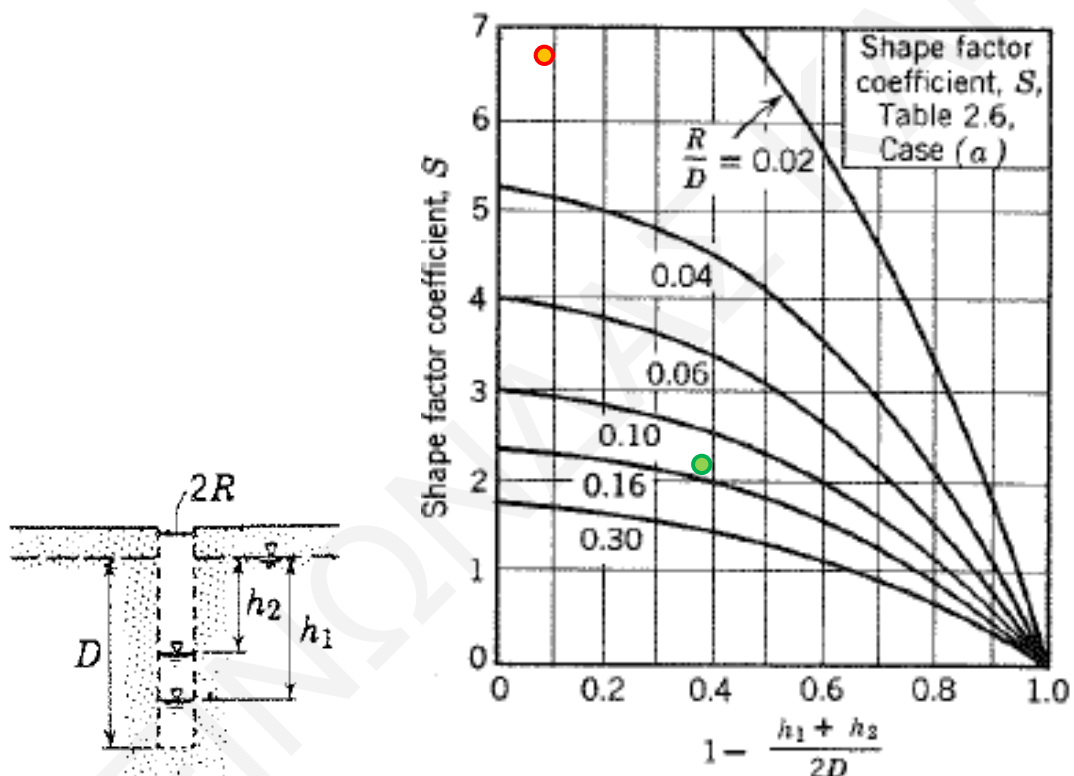 2R
D
h₂
h₁
Shape factor coefficient, S
7
6
5
4
3
2
1
0
Shape factor
coefficient, S,
Table 2.6,
Case (a)
R/D = 0.02
0.04
0.06
0.10
0.16
0.30
0 0.2 0.4 0.6 0.8 1.0
1 − (h₁ + h₂)/2D